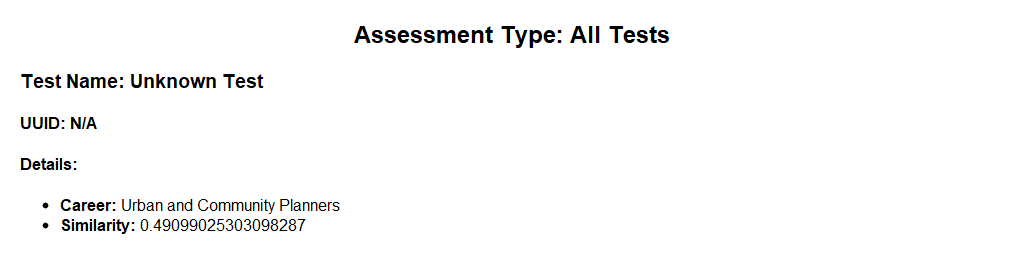 Assessment Type: All Tests
Test Name: Unknown Test
UUID: N/A
Details:
• Career: Urban and Community Planners
• Similarity: 0.49099025303098287